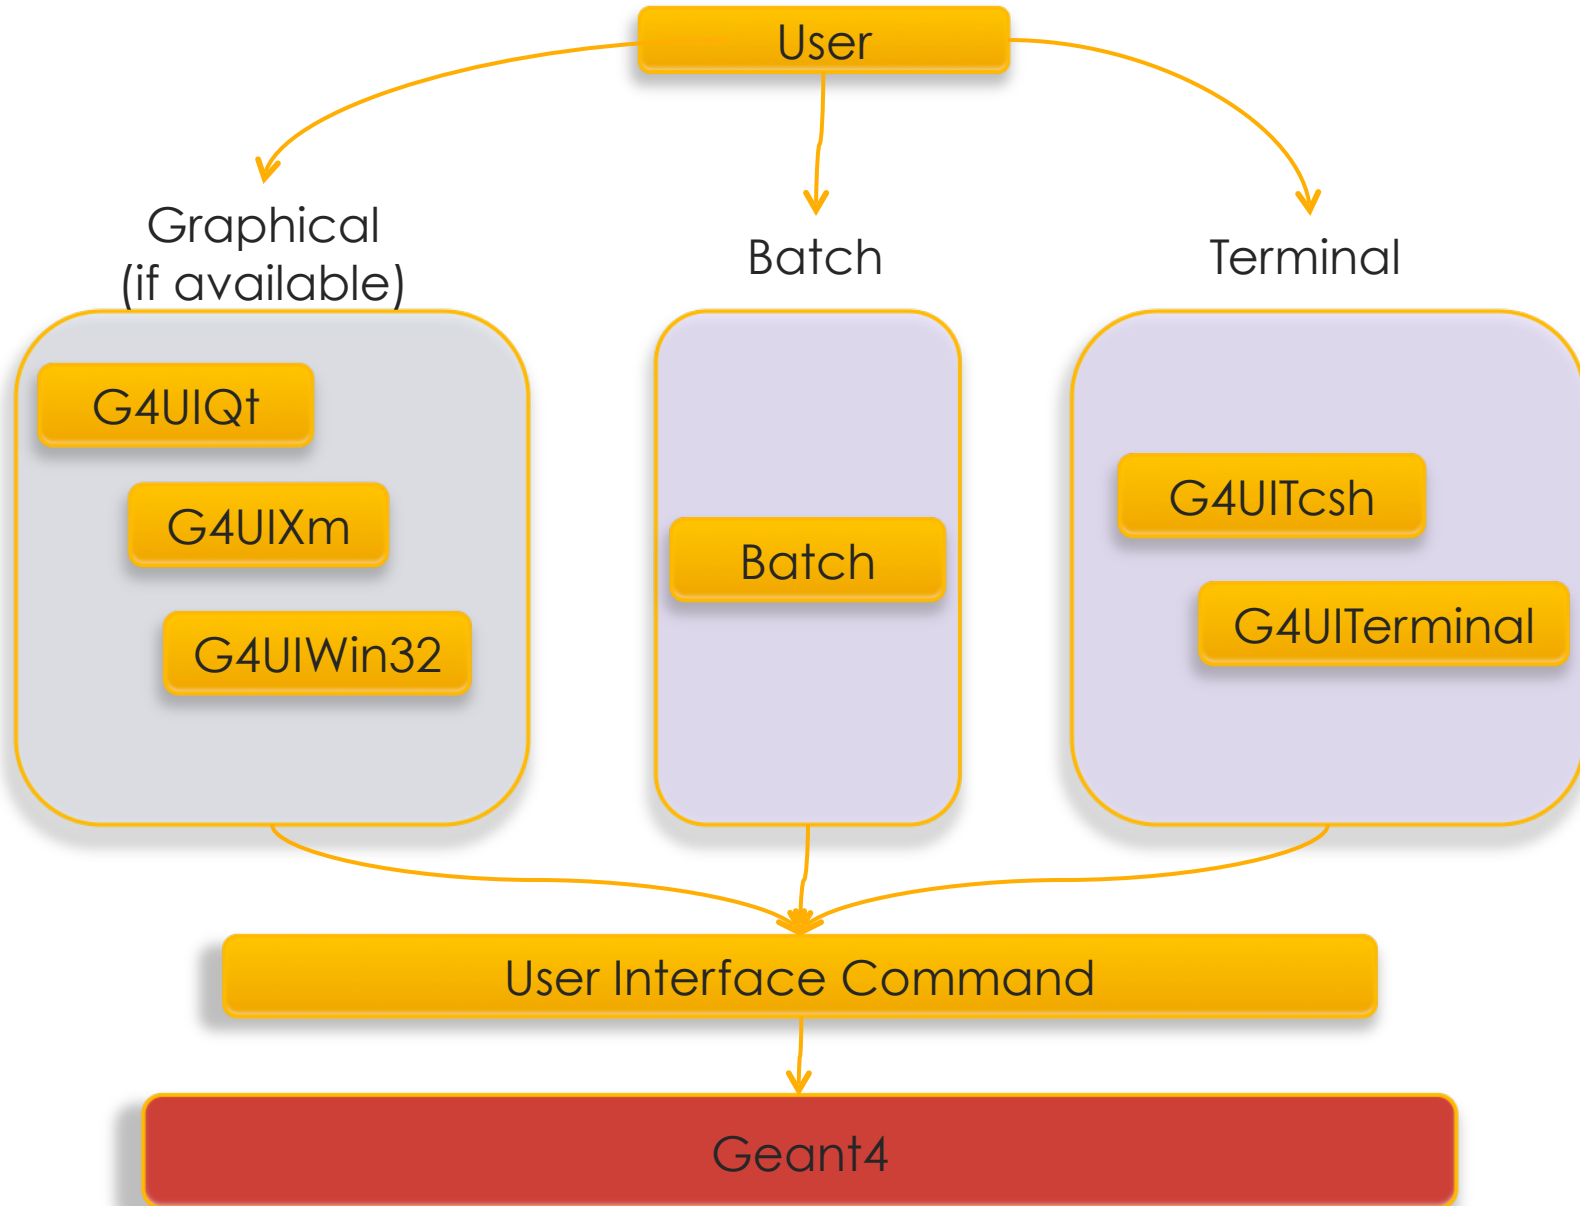 User
Graphical
(if available)
Batch
Terminal
G4UIQt
G4UIXm
G4UIWin32
Batch
G4UITcsh
G4UITerminal
User Interface Command
Geant4